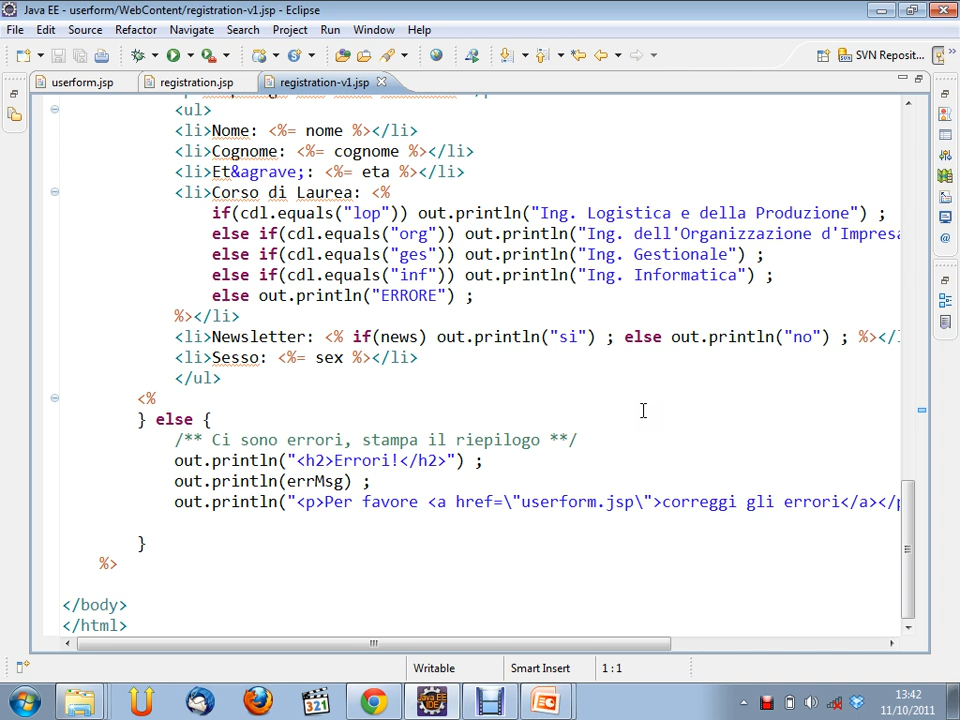 Java EE - userform/WebContent/registration-v1.jsp - Eclipse
File Edit Source Refactor Navigate Search Project Run Window Help
SVN Reposit...
userform.jsp registration.jsp registration-v1.jsp
<ul>
<li>Nome: <%= nome %></li>
<li>Cognome: <%= cognome %></li>
<li>Et&agrave;: <%= eta %></li>
<li>Corso di Laurea: <%
if(cdl.equals("lop")) out.println("Ing. Logistica e della Produzione") ;
else if(cdl.equals("org")) out.println("Ing. dell'Organizzazione d'Impresa
else if(cdl.equals("ges")) out.println("Ing. Gestionale") ;
else if(cdl.equals("inf")) out.println("Ing. Informatica") ;
else out.println("ERRORE") ;
%></li>
<li>Newsletter: <% if(news) out.println("si") ; else out.println("no") ; %></l
<li>Sesso: <%= sex %></li>
</ul>
<%
} else {
/** Ci sono errori, stampa il riepilogo **/
out.println("<h2>Errori!</h2>") ;
out.println(errMsg) ;
out.println("<p>Per favore <a href=\"userform.jsp\">correggi gli errori</a></p
}
%>
</body>
</html>
Writable Smart Insert 1 : 1
321
Java EE IDE
13:42
11/10/2011